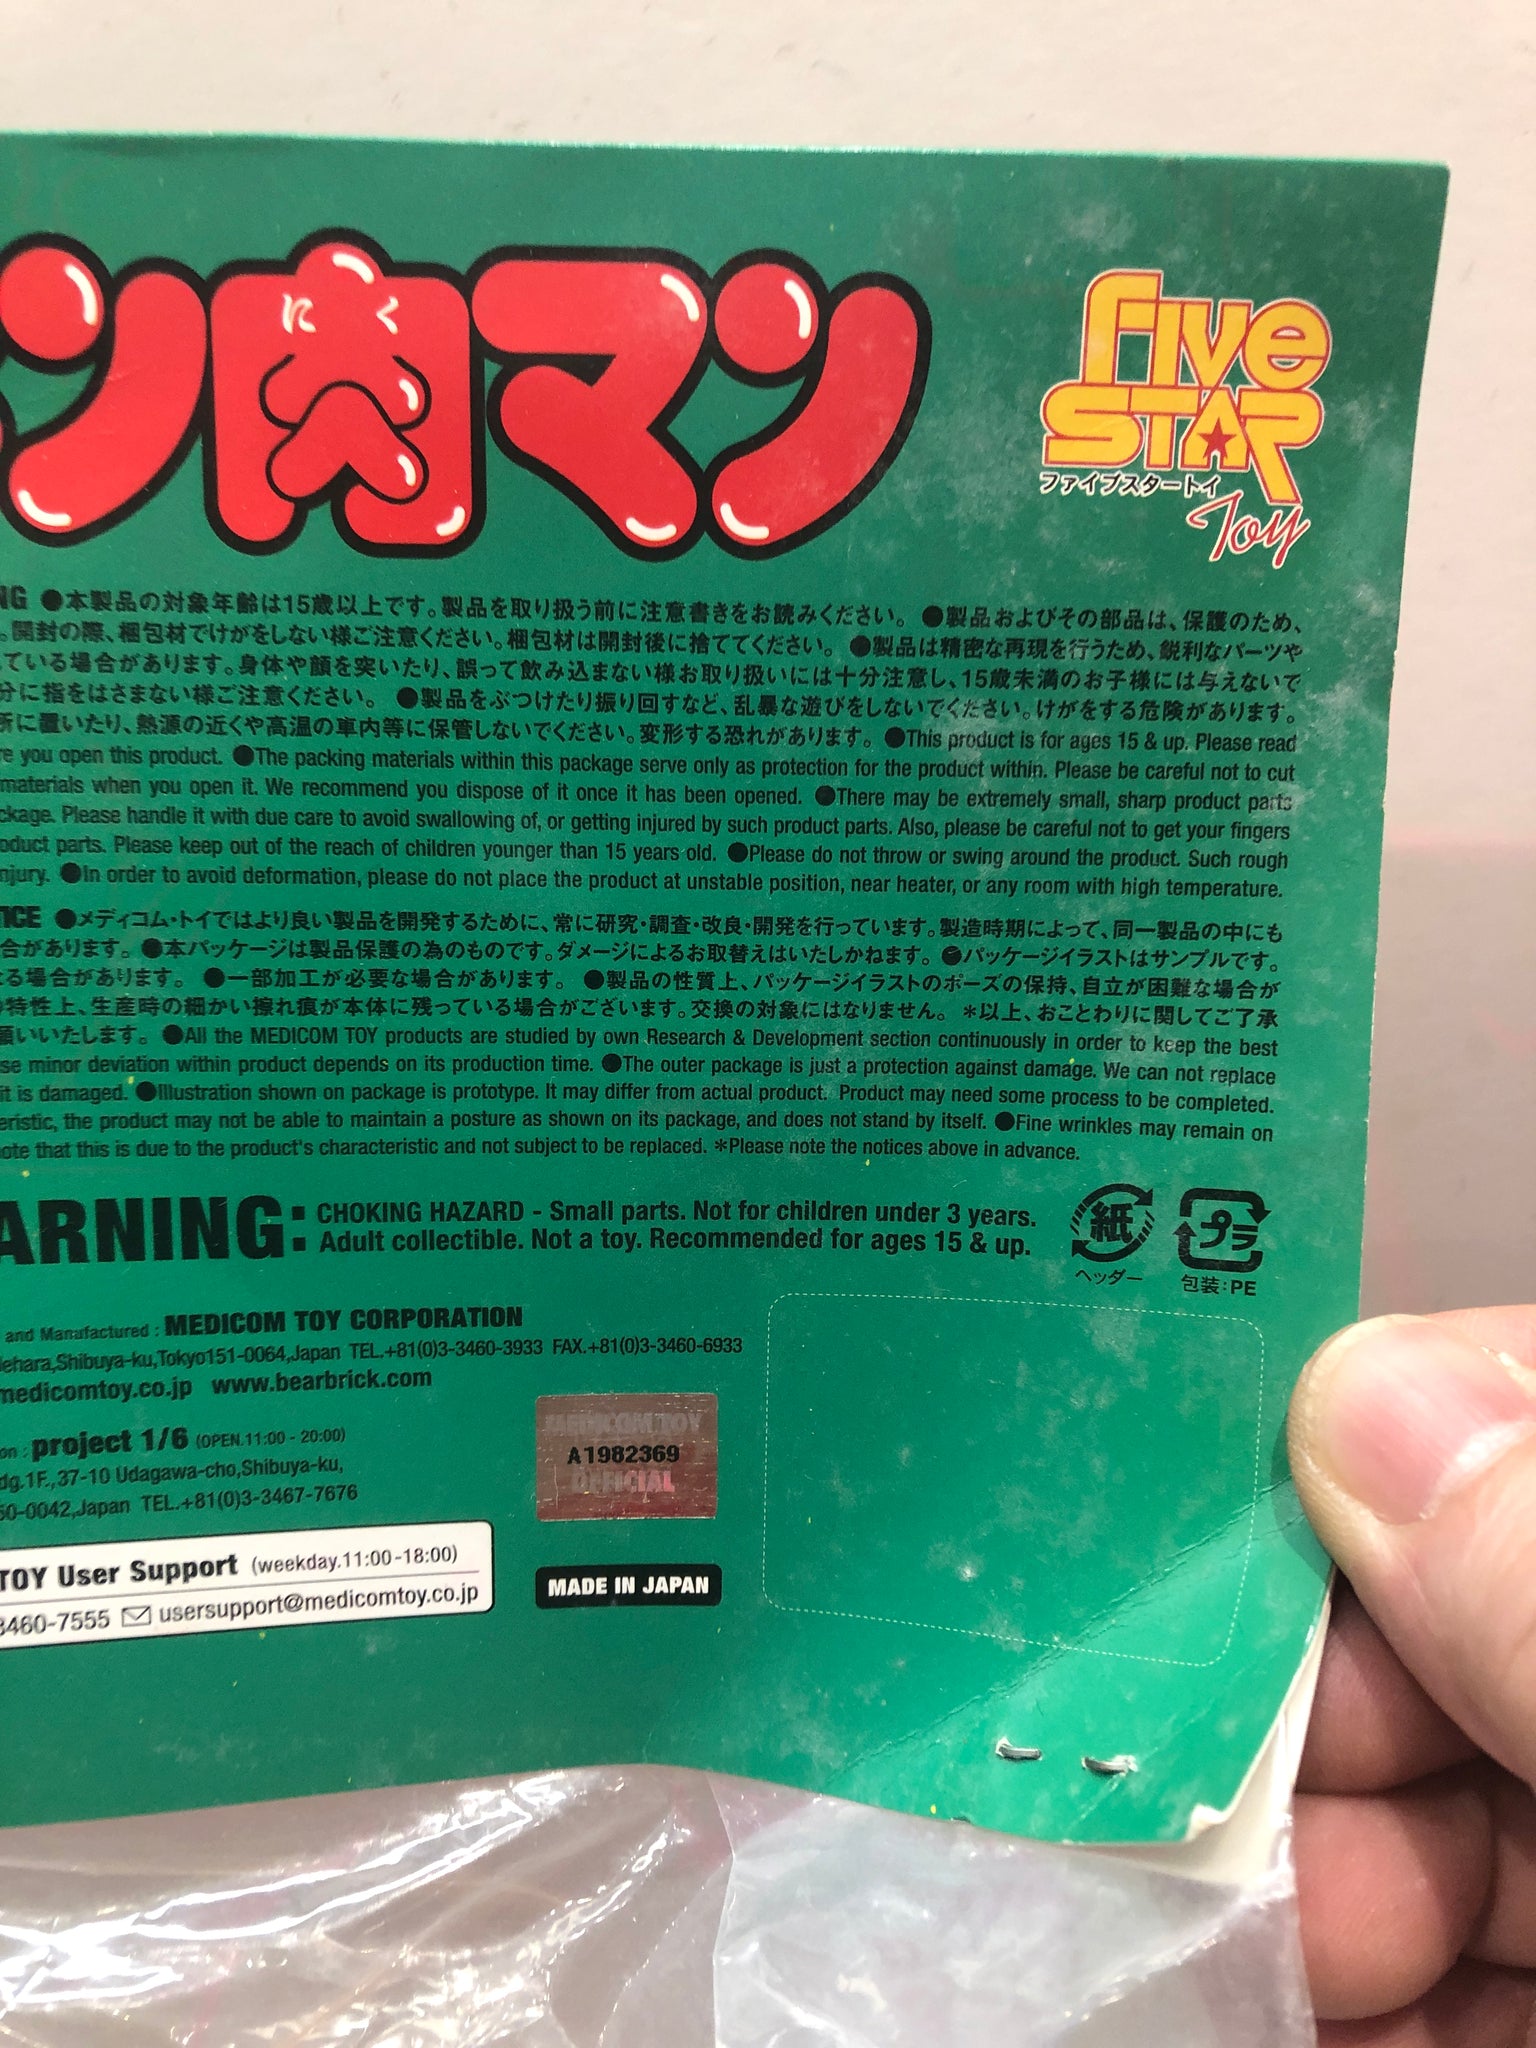 ン肉マン
にく
Five
STAR
ファイブスタートイ
Toy
NG ●本製品の対象年齢は15歳以上です。製品を取り扱う前に注意書きをお読みください。 ●製品およびその部品は、保護のため、
。開封の際、梱包材でけがをしない様ご注意ください。梱包材は開封後に捨ててください。 ●製品は精密な再現を行うため、鋭利なパーツや
ている場合があります。身体や顔を突いたり、誤って飲み込まない様お取り扱いには十分注意し、15歳未満のお子様には与えないで
分に指をはさまない様ご注意ください。 ●製品をぶつけたり振り回すなど、乱暴な遊びをしないでください。けがをする危険があります。
所に置いたり、熱源の近くや高温の車内等に保管しないでください。変形する恐れがあります。 ●This product is for ages 15 & up. Please read
re you open this product. ●The packing materials within this package serve only as protection for the product within. Please be careful not to cut
materials when you open it. We recommend you dispose of it once it has been opened. ●There may be extremely small, sharp product parts
ckage. Please handle it with due care to avoid swallowing of, or getting injured by such product parts. Also, please be careful not to get your fingers
oduct parts. Please keep out of the reach of children younger than 15 years old. ●Please do not throw or swing around the product. Such rough
njury. ●In order to avoid deformation, please do not place the product at unstable position, near heater, or any room with high temperature.
TICE ●メディコム・トイではより良い製品を開発するために、常に研究・調査・改良・開発を行っています。製造時期によって、同一製品の中にも
合があります。 ●本パッケージは製品保護の為のものです。ダメージによるお取替えはいたしかねます。 ●パッケージイラストはサンプルです。
る場合があります。 ●一部加工が必要な場合があります。 ●製品の性質上、パッケージイラストのポーズの保持、自立が困難な場合が
特性上、生産時の細かい擦れ痕が本体に残っている場合がございます。交換の対象にはなりません。 ＊以上、おことわりに関してご了承
願いいたします。 ●All the MEDICOM TOY products are studied by own Research & Development section continuously in order to keep the best
se minor deviation within product depends on its production time. ●The outer package is just a protection against damage. We can not replace
it is damaged. ●Illustration shown on package is prototype. It may differ from actual product. Product may need some process to be completed.
eristic, the product may not be able to maintain a posture as shown on its package, and does not stand by itself. ●Fine wrinkles may remain on
ote that this is due to the product's characteristic and not subject to be replaced. ＊Please note the notices above in advance.
ARNING: CHOKING HAZARD - Small parts. Not for children under 3 years.
Adult collectible. Not a toy. Recommended for ages 15 & up.
紙
ヘッダー
プラ
包装:PE
and Manufactured : MEDICOM TOY CORPORATION
iehara,Shibuya-ku,Tokyo151-0064,Japan TEL.+81(0)3-3460-3933 FAX.+81(0)3-3460-6933
medicomtoy.co.jp www.bearbrick.com
on : project 1/6 (OPEN.11:00 - 20:00)
dg.1F.,37-10 Udagawa-cho,Shibuya-ku,
50-0042,Japan TEL.+81(0)3-3467-7676
MEDICOM TOY
A1982369
OFFICIAL
TOY User Support (weekday.11:00-18:00)
3460-7555 usersupport@medicomtoy.co.jp
MADE IN JAPAN